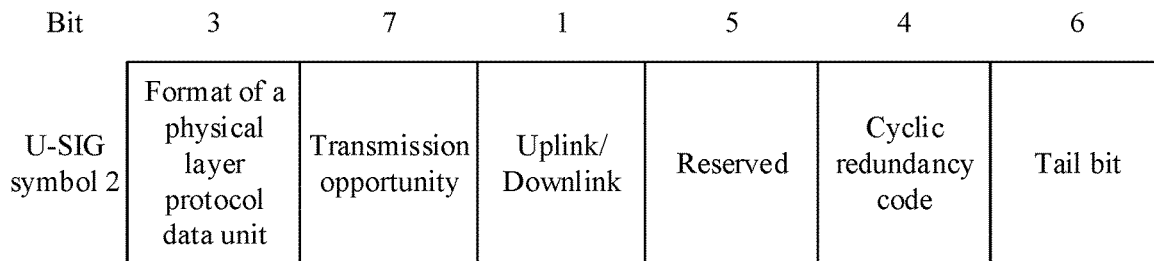 Bit 3 7 1 5 4 6
U-SIG symbol 2
Format of a
physical
layer
protocol
data unit
Transmission
opportunity
Uplink/
Downlink
Reserved
Cyclic
redundancy
code
Tail bit